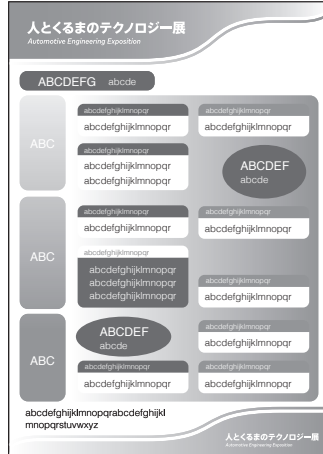 人とくるまのテクノロジー展
Automotive Engineering Exposition
ABCDEFG abcde
ABC
abcdefghijklmnopqr
abcdefghijklmnopqr
abcdefghijklmnopqr
abcdefghijklmnopqr
abcdefghijklmnopqr
abcdefghijklmnopqr
abcdefghijklmnopqr
ABCDEF
abcde
ABC
abcdefghijklmnopqr
abcdefghijklmnopqr
abcdefghijklmnopqr
abcdefghijklmnopqr
abcdefghijklmnopqr
abcdefghijklmnopqr
abcdefghijklmnopqr
abcdefghijklmnopqr
abcdefghijklmnopqr
abcdefghijklmnopqr
ABC
ABCDEF
abcde
abcdefghijklmnopqr
abcdefghijklmnopqr
abcdefghijklmnopqr
abcdefghijklmnopqr
abcdefghijklmnopqr
abcdefghijklmnopqr
abcdefghijklmnopqrabcdefghijkl
mnopqrstuvwxyz
人とくるまのテクノロジー展
Automotive Engineering Exposition